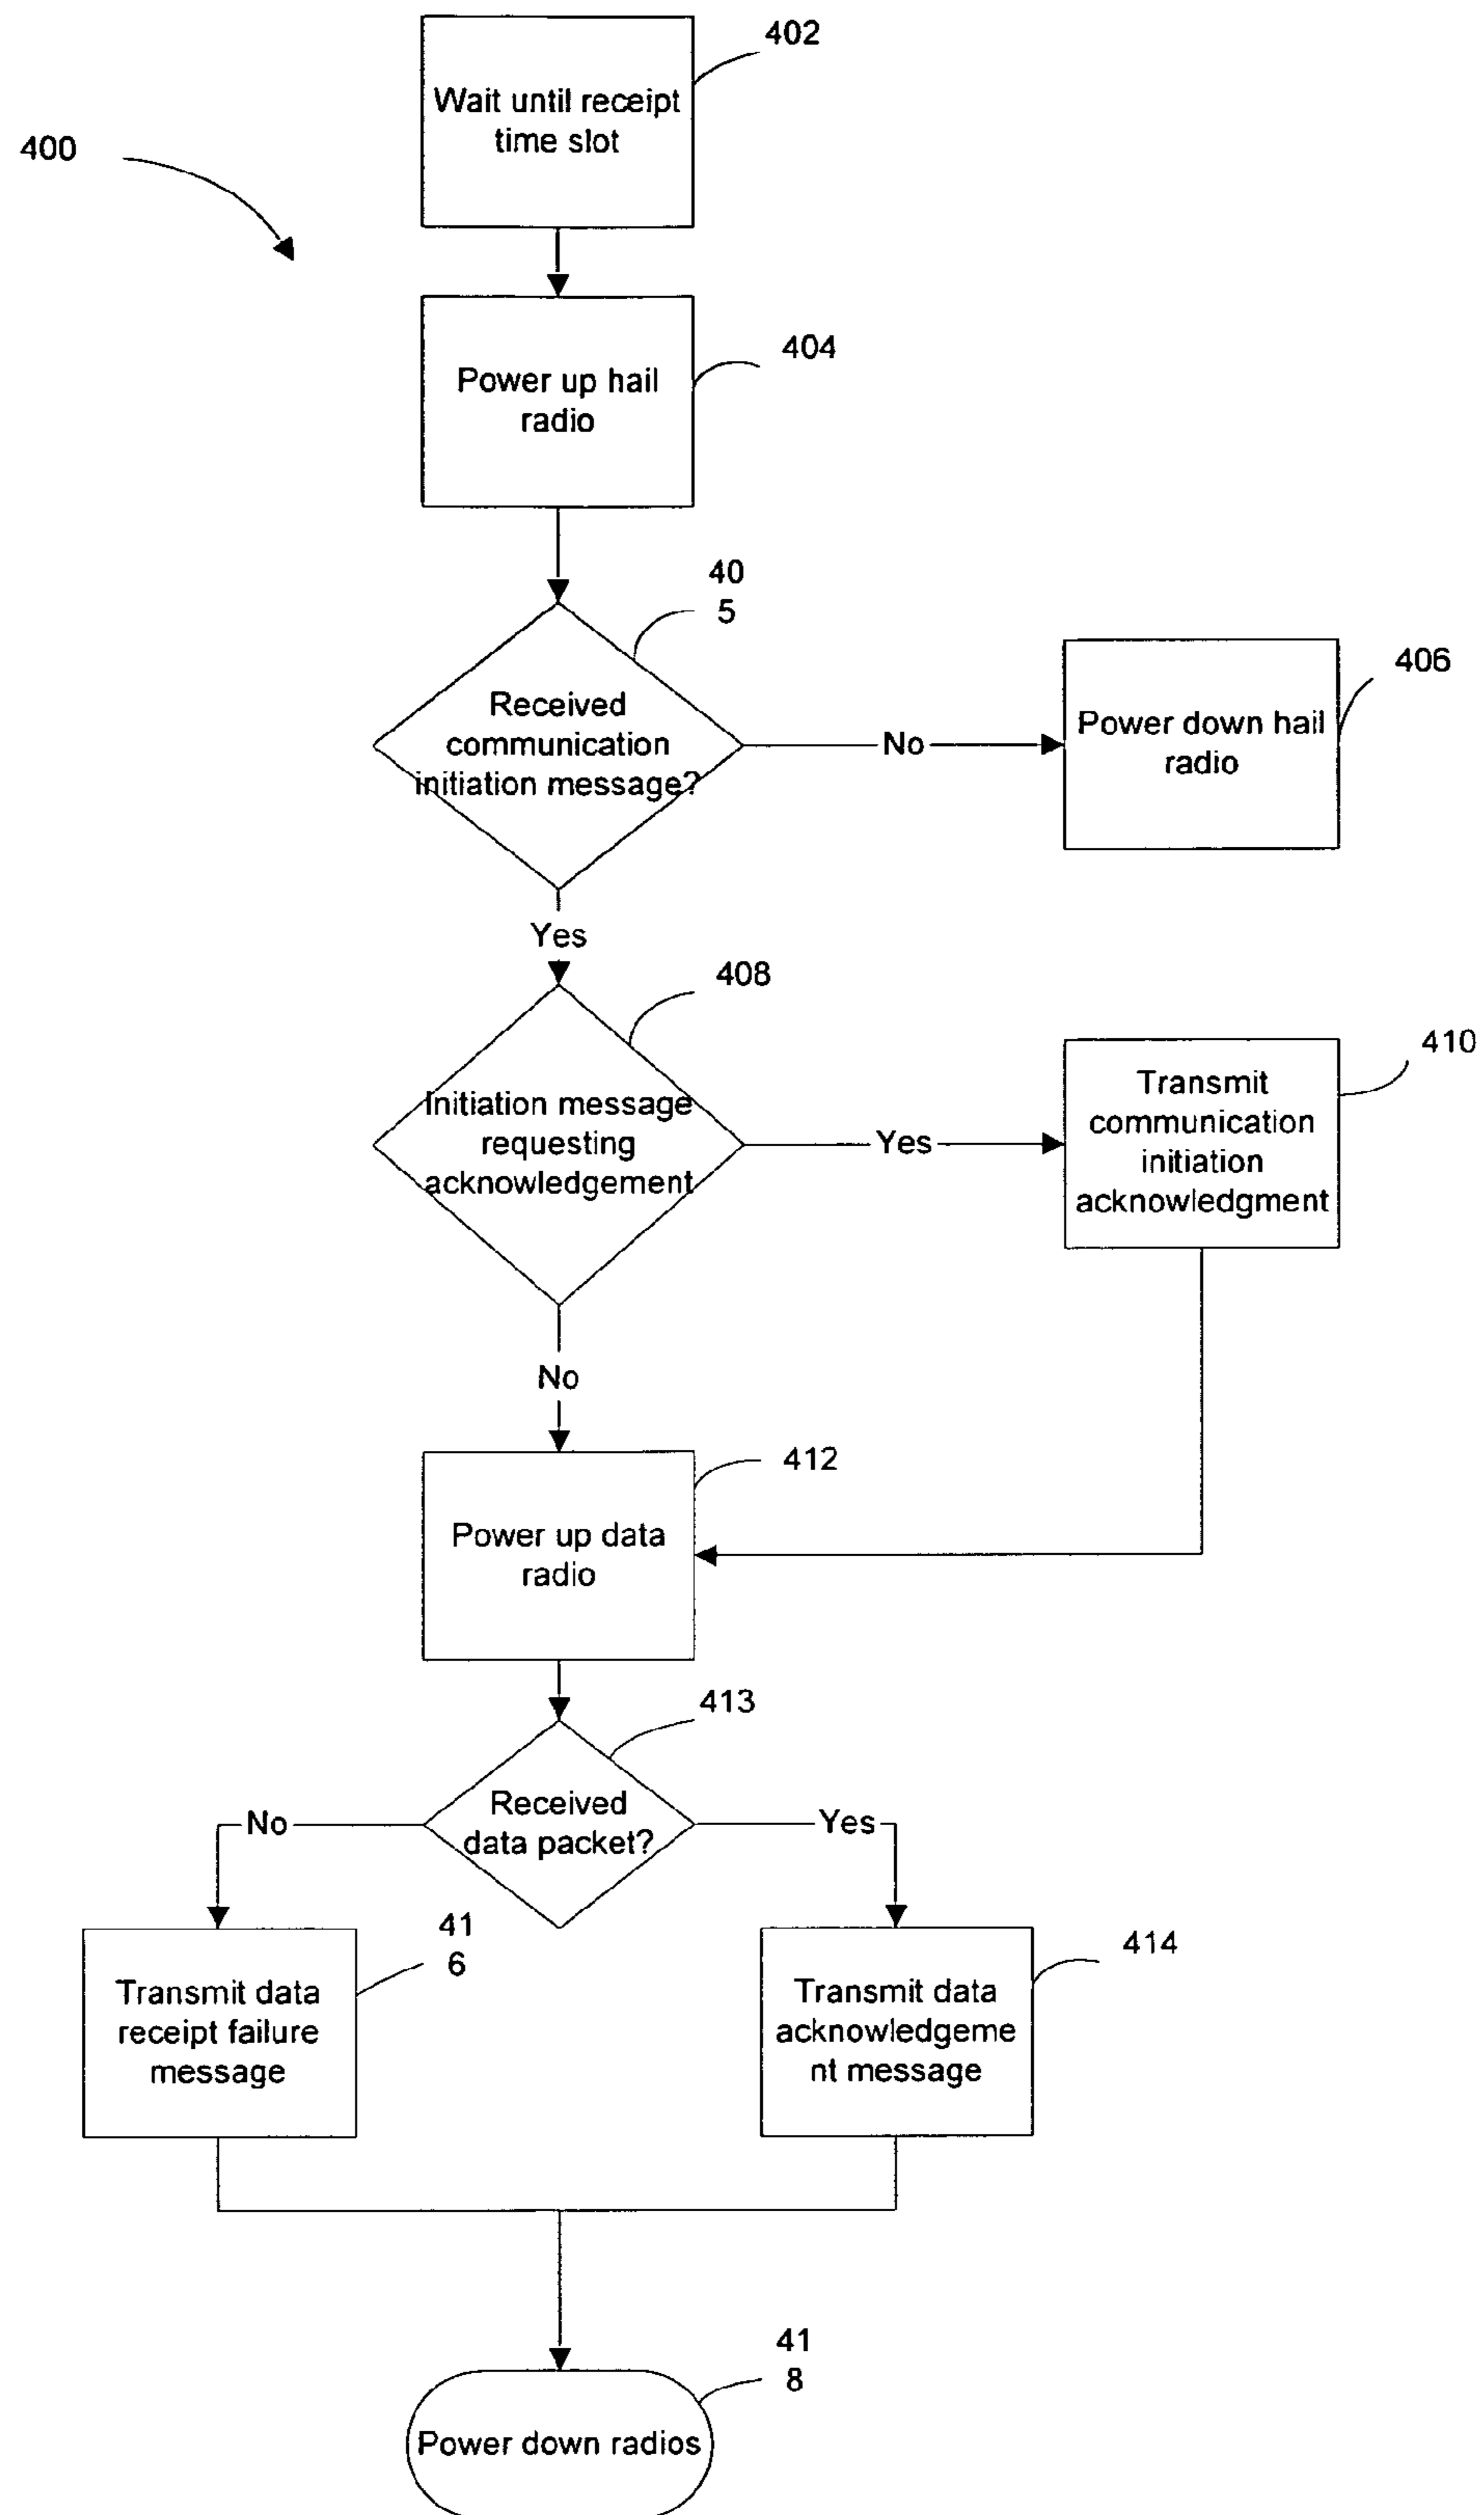 402
Wait until receipt
time slot
400
404
Power up hail
radio
40
5
406
Received
communication
initiation message?
No
Power down hail
radio
Yes
408
410
Initiation message
requesting
acknowledgement
Yes
Transmit
communication
initiation
acknowledgment
No
412
Power up data
radio
413
Received
data packet?
No
Yes
41
6
414
Transmit data
receipt failure
message
Transmit data
acknowledgeme
nt message
41
8
Power down radios